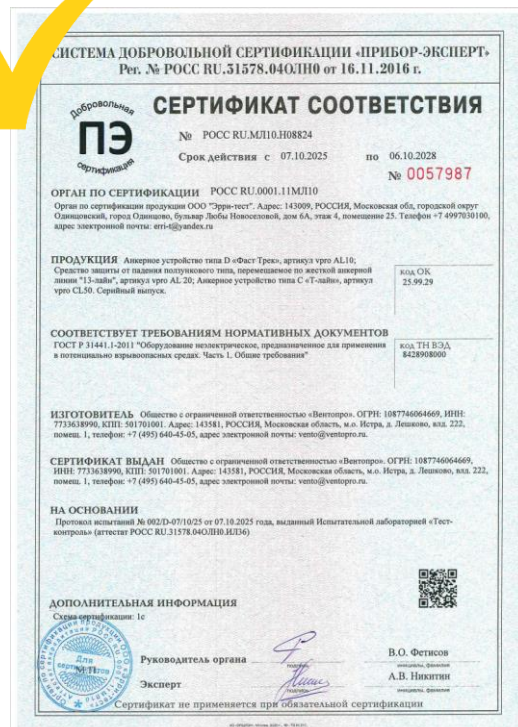 СИСТЕМА ДОБРОВОЛЬНОЙ СЕРТИФИКАЦИИ «ПРИБОР-ЭКСПЕРТ»
Рег. № РОСС RU.31578.04ОЛН0 от 16.11.2016 г.
Добровольная
ПЭ
сертификация
СЕРТИФИКАТ СООТВЕТСТВИЯ
№ РОСС RU.МЛ10.Н08824
Срок действия с 07.10.2025 по 06.10.2028
№ 0057987
ОРГАН ПО СЕРТИФИКАЦИИ РОСС RU.0001.11МЛ10
Орган по сертификации продукции ООО "Эрри-тест". Адрес: 143009, РОССИЯ, Московская обл, городской округ
Одинцовский, город Одинцово, бульвар Любы Новоселовой, дом 6А, этаж 4, помещение 25. Телефон +7 4997030100,
адрес электронной почты: erri-t@yandex.ru
ПРОДУКЦИЯ Анкерное устройство типа D «Фаст Трек», артикул vpro AL10;
Средство защиты от падения ползункового типа, перемещаемое по жесткой анкерной
линии "13-лайн", артикул vpro AL 20; Анкерное устройство типа С «Т-лайн», артикул
vpro CL50. Серийный выпуск.
код ОК
25.99.29
СООТВЕТСТВУЕТ ТРЕБОВАНИЯМ НОРМАТИВНЫХ ДОКУМЕНТОВ
ГОСТ Р 31441.1-2011 "Оборудование неэлектрическое, предназначенное для применения
в потенциально взрывоопасных средах. Часть 1. Общие требования"
код ТН ВЭД
8428908000
ИЗГОТОВИТЕЛЬ Общество с ограниченной ответственностью «Вентопро». ОГРН: 1087746064669, ИНН:
7733638990, КПП: 501701001. Адрес: 143581, РОССИЯ, Московская область, м.о. Истра, д. Лешково, влд. 222,
помещ. 1, телефон: +7 (495) 640-45-05, адрес электронной почты: vento@ventopro.ru.
СЕРТИФИКАТ ВЫДАН Общество с ограниченной ответственностью «Вентопро». ОГРН: 1087746064669,
ИНН: 7733638990, КПП: 501701001. Адрес: 143581, РОССИЯ, Московская область, м.о. Истра, д. Лешково, влд. 222,
помещ. 1, телефон: +7 (495) 640-45-05, адрес электронной почты: vento@ventopro.ru.
НА ОСНОВАНИИ
Протокол испытаний № 002/D-07/10/25 от 07.10.2025 года, выданный Испытательной лабораторией «Тест-
контроль» (аттестат РОСС RU.31578.04ОЛН0.ИЛ36)
ДОПОЛНИТЕЛЬНАЯ ИНФОРМАЦИЯ
Схема сертификации: 1с
Для
сертификатов
М.П.
Руководитель органа
подпись
В.О. Фетисов
инициалы, фамилия
Эксперт
подпись
А.В. Никитин
инициалы, фамилия
Сертификат не применяется при обязательной сертификации